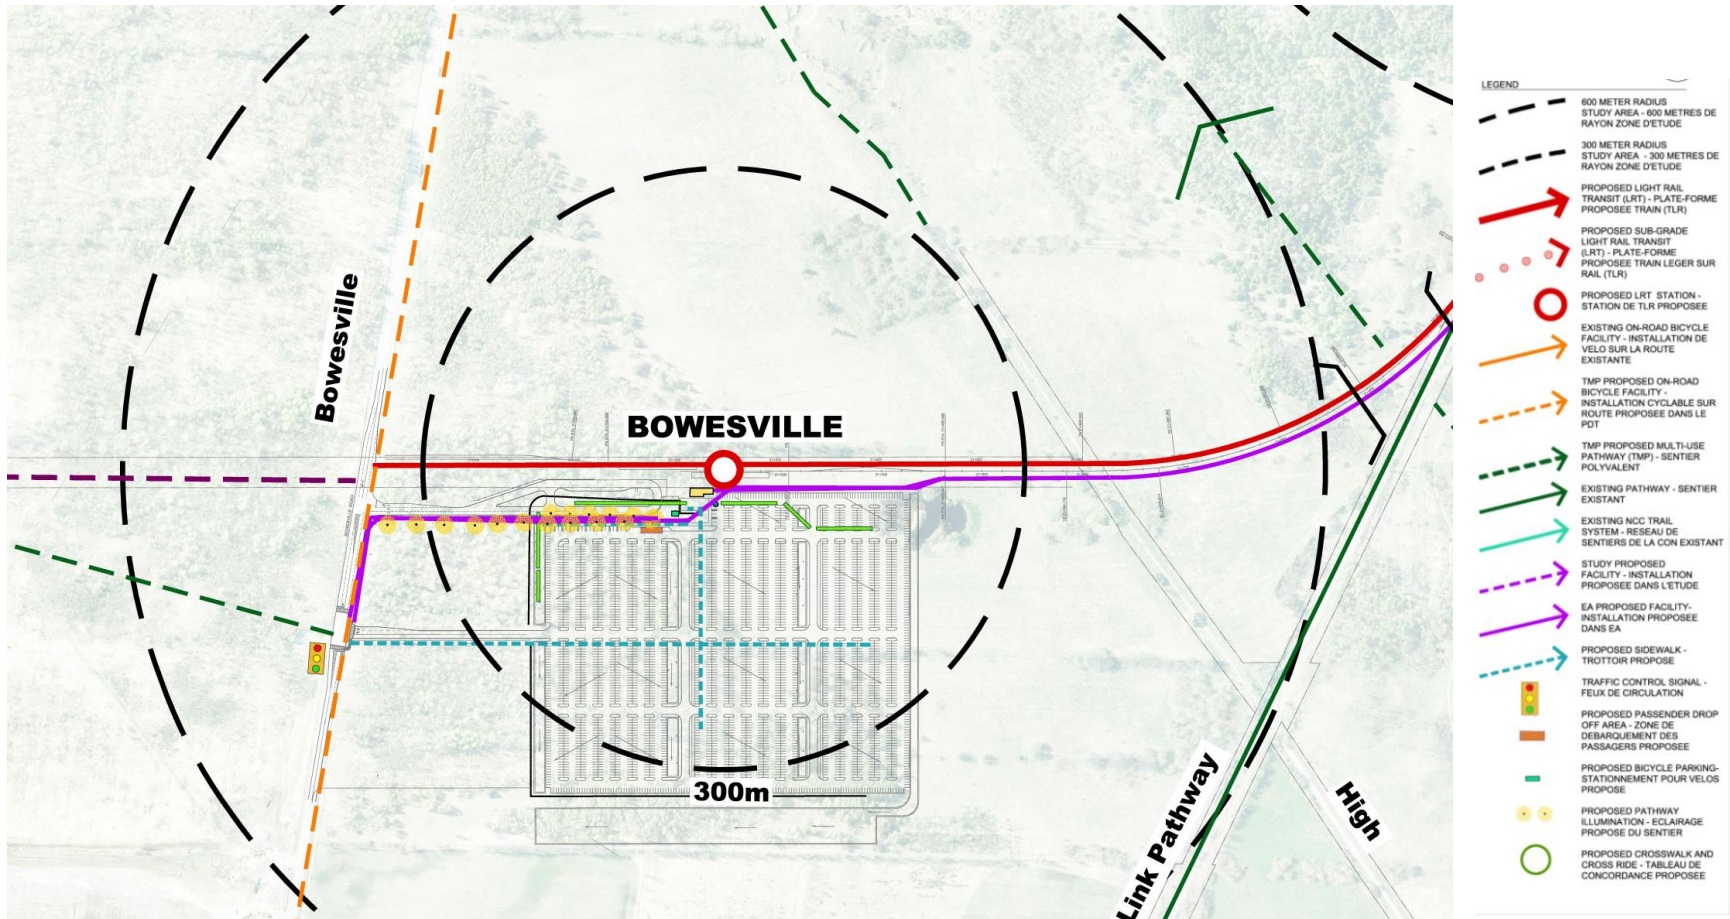 Bowesville
BOWESVILLE
300m
Link Pathway
High
LEGEND
600 METER RADIUS
STUDY AREA - 600 METRES DE
RAYON ZONE D'ETUDE
300 METER RADIUS
STUDY AREA - 300 METRES DE
RAYON ZONE D'ETUDE
PROPOSED LIGHT RAIL
TRANSIT (LRT) - PLATE-FORME
PROPOSEE TRAIN (TLR)
PROPOSED SUB-GRADE
LIGHT RAIL TRANSIT
(LRT) - PLATE-FORME
PROPOSEE TRAIN LEGER SUR
RAIL (TLR)
PROPOSED LRT STATION -
STATION DE TLR PROPOSEE
EXISTING ON-ROAD BICYCLE
FACILITY - INSTALLATION DE
VELO SUR LA ROUTE
EXISTANTE
TMP PROPOSED ON-ROAD
BICYCLE FACILITY -
INSTALLATION CYCLABLE SUR
ROUTE PROPOSEE DANS LE
PDT
TMP PROPOSED MULTI-USE
PATHWAY (TMP) - SENTIER
POLYVALENT
EXISTING PATHWAY - SENTIER
EXISTANT
EXISTING NCC TRAIL
SYSTEM - RESEAU DE
SENTIERS DE LA CON EXISTANT
STUDY PROPOSED
FACILITY - INSTALLATION
PROPOSEE DANS L'ETUDE
EA PROPOSED FACILITY-
INSTALLATION PROPOSEE
DANS EA
PROPOSED SIDEWALK -
TROTTOIR PROPOSE
TRAFFIC CONTROL SIGNAL -
FEUX DE CIRCULATION
PROPOSED PASSENDER DROP
OFF AREA - ZONE DE
DEBARQUEMENT DES
PASSAGERS PROPOSEE
PROPOSED BICYCLE PARKING-
STATIONNEMENT POUR VELOS
PROPOSE
PROPOSED PATHWAY
ILLUMINATION - ECLAIRAGE
PROPOSE DU SENTIER
PROPOSED CROSSWALK AND
CROSS RIDE - TABLEAU DE
CONCORDANCE PROPOSEE